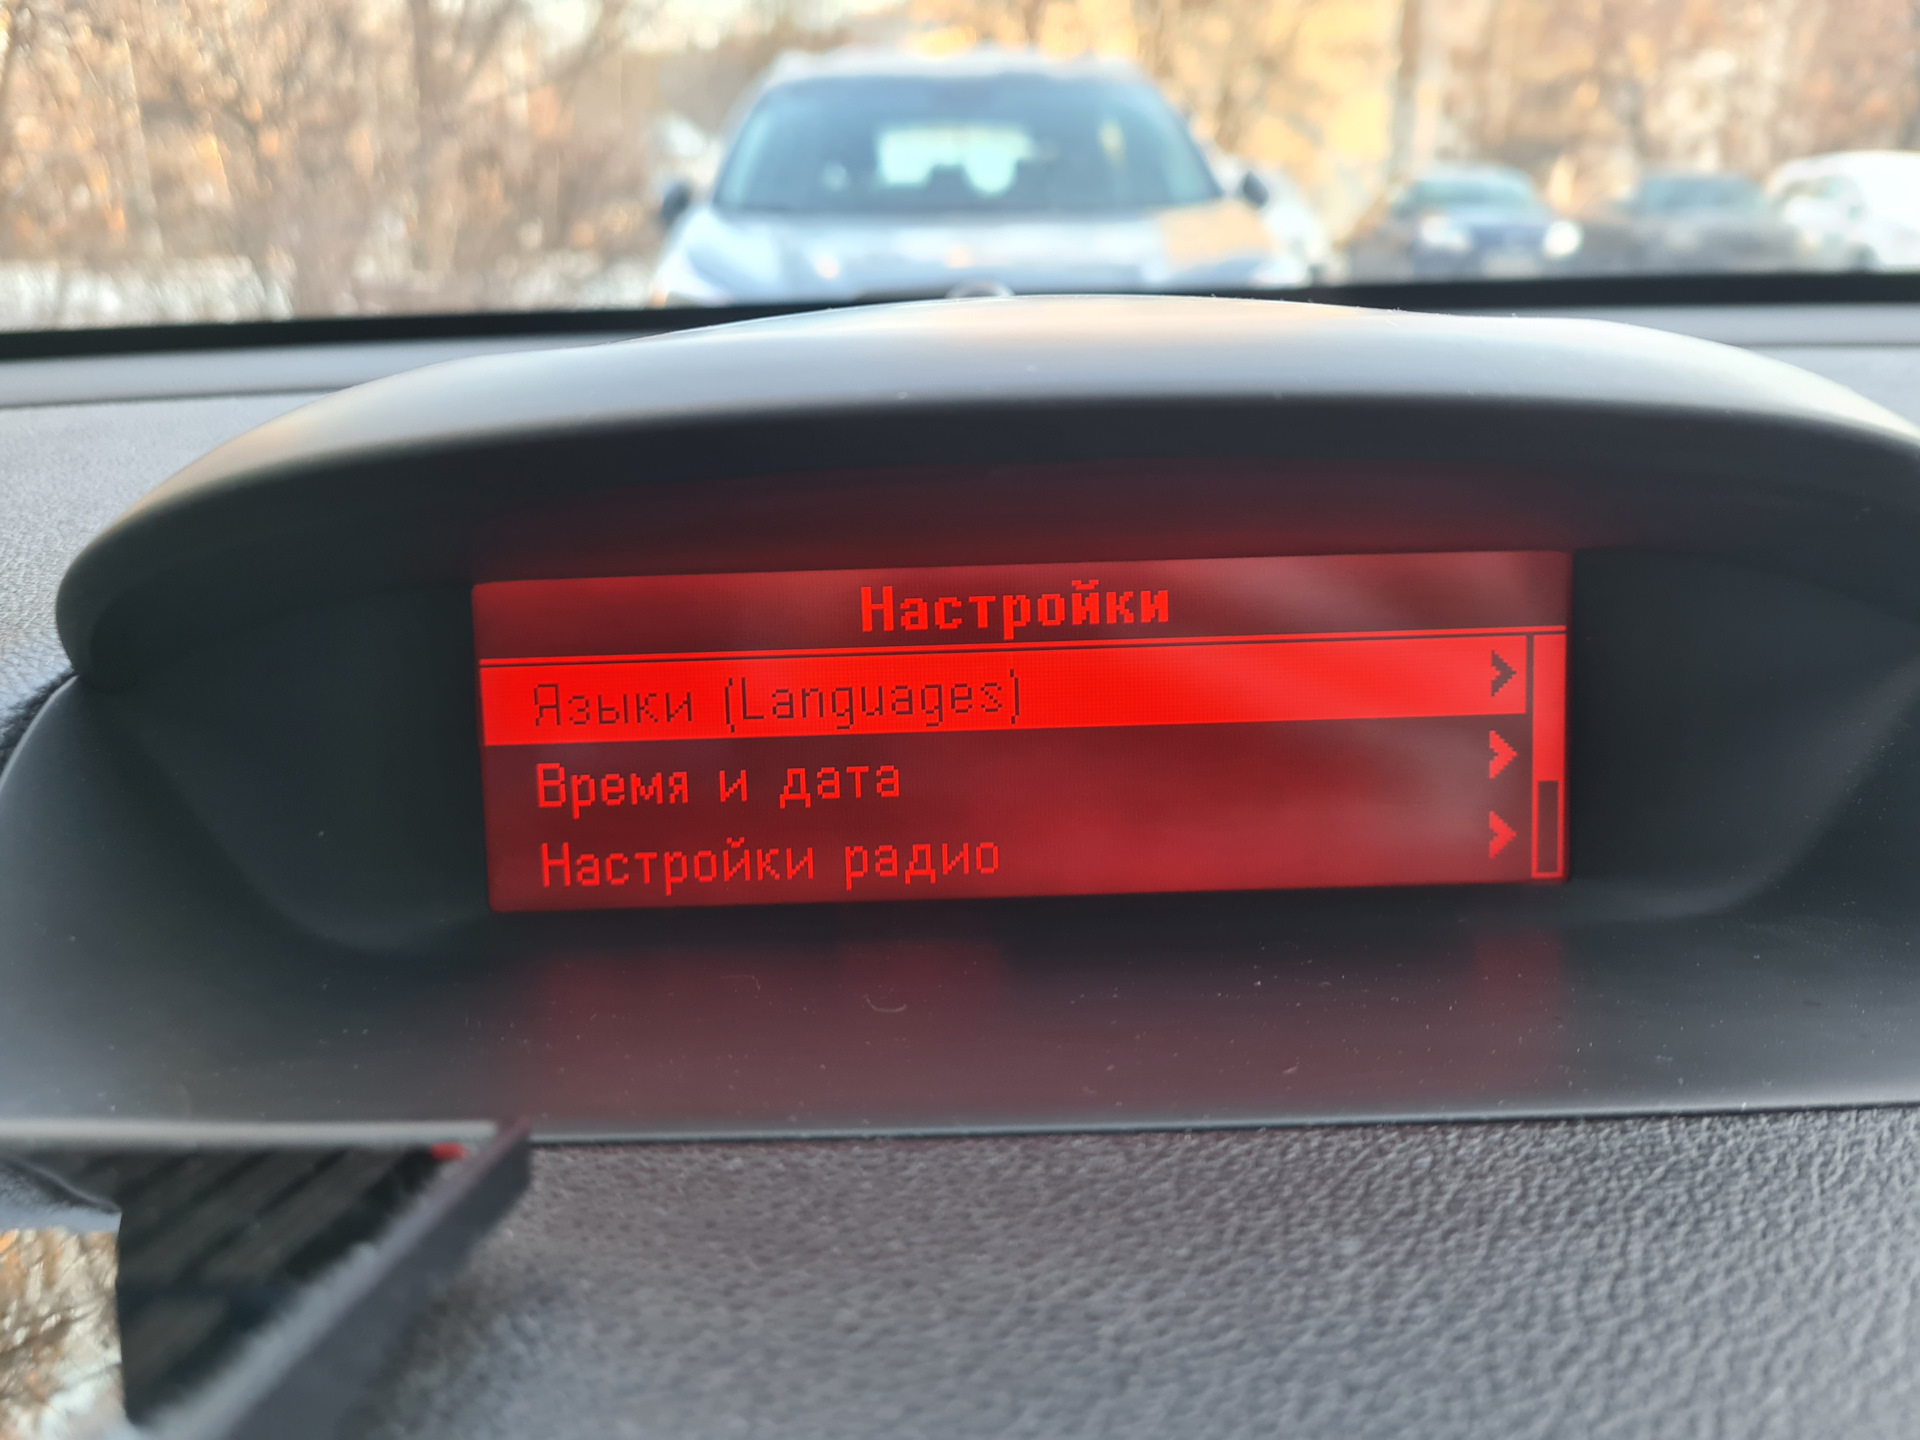 Настройки
Языки (Languages)
Время и дата
Настройки радио